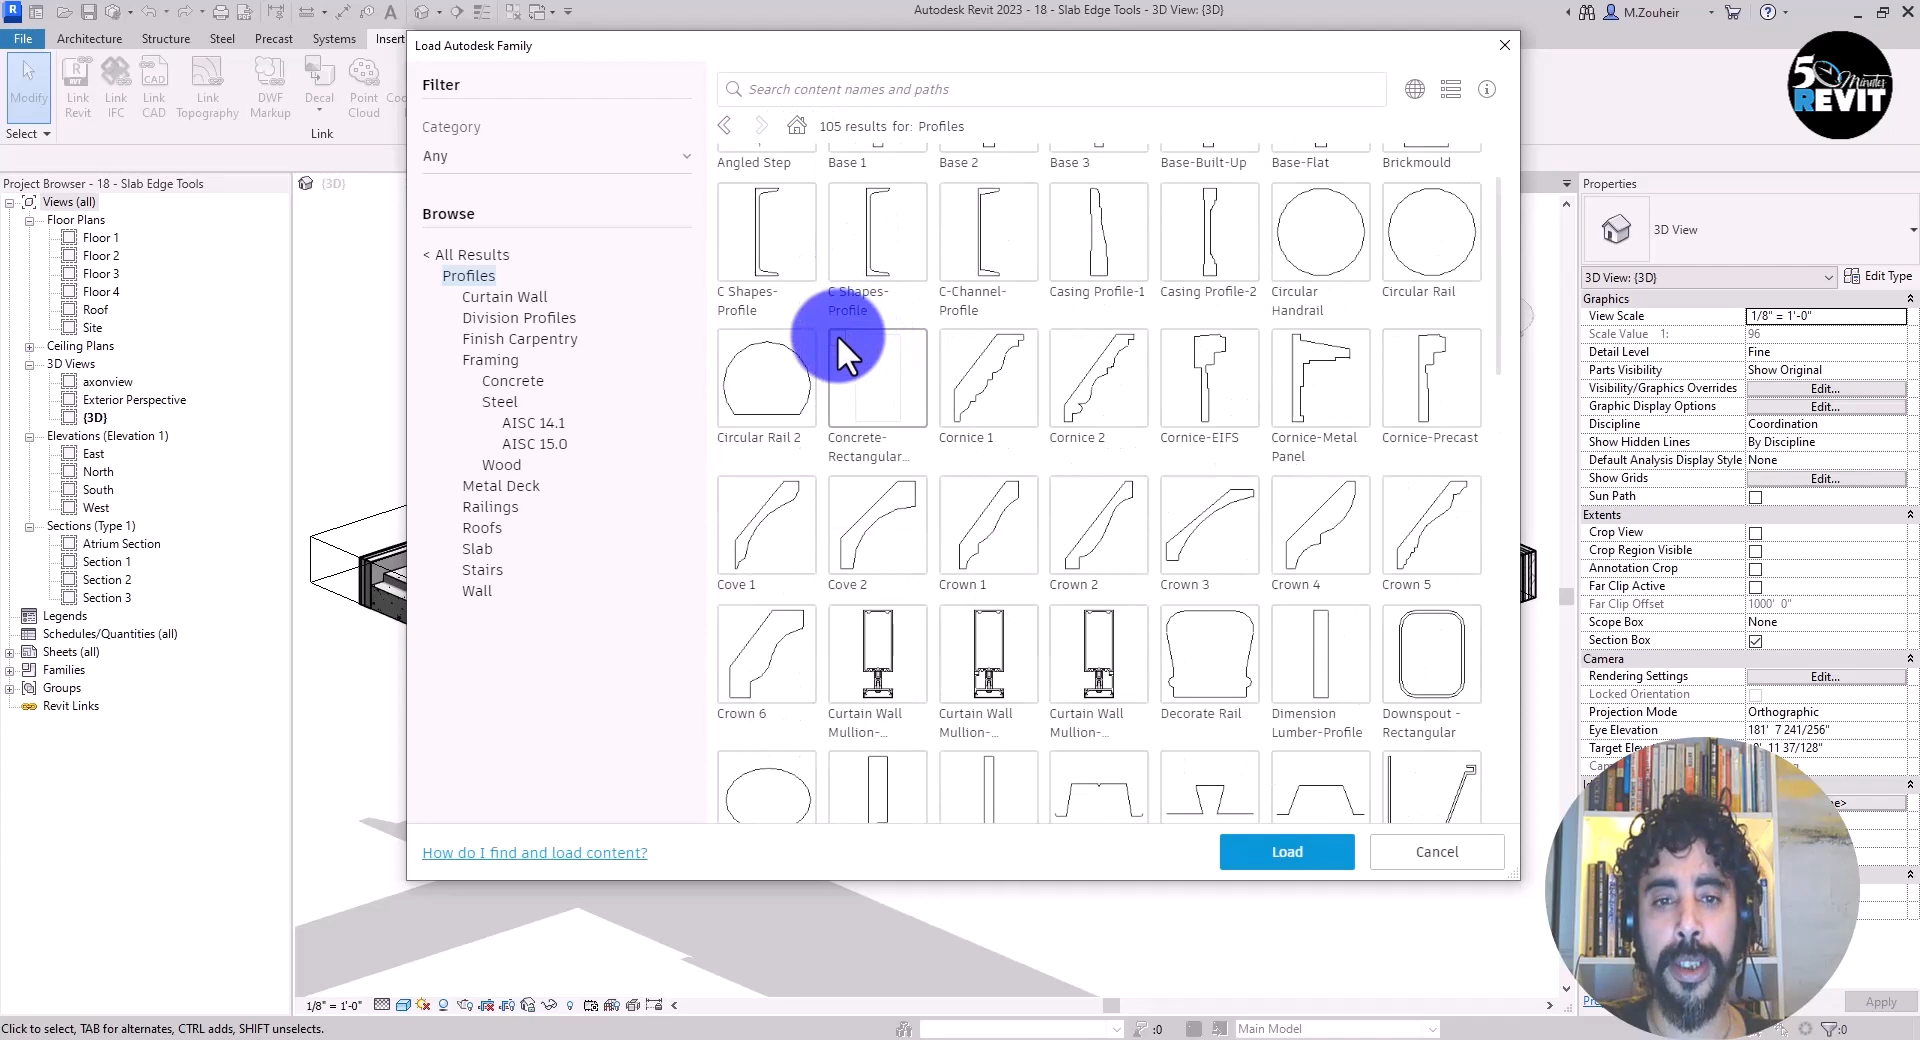 Autodesk Revit 2023 - 18 - Slab Edge Tools - 3D View: {3D}
M.Zouheir
File Architecture Structure Steel Precast Systems Insert
Modify
Link Revit
Link IFC
Link CAD
Link Topography
DWF Markup
Decal
Point Cloud
Select
Link
5 Minutes
REVIT
Load Autodesk Family
Filter
Category
Any
Browse
< All Results
Profiles
Curtain Wall
Division Profiles
Finish Carpentry
Framing
Concrete
Steel
AISC 14.1
AISC 15.0
Wood
Metal Deck
Railings
Roofs
Slab
Stairs
Wall
How do I find and load content?
Search content names and paths
105 results for: Profiles
Angled Step
Base 1
Base 2
Base 3
Base-Built-Up
Base-Flat
Brickmould
C Shapes-
Profile
C Shapes-
Profile
C-Channel-
Profile
Casing Profile-1
Casing Profile-2
Circular
Handrail
Circular Rail
Circular Rail 2
Concrete-
Rectangular...
Cornice 1
Cornice 2
Cornice-EIFS
Cornice-Metal
Panel
Cornice-Precast
Cove 1
Cove 2
Crown 1
Crown 2
Crown 3
Crown 4
Crown 5
Crown 6
Curtain Wall
Mullion-...
Curtain Wall
Mullion-...
Curtain Wall
Mullion-...
Decorate Rail
Dimension
Lumber-Profile
Downspout -
Rectangular
Load
Cancel
Project Browser - 18 - Slab Edge Tools
Views (all)
Floor Plans
Floor 1
Floor 2
Floor 3
Floor 4
Roof
Site
Ceiling Plans
3D Views
axonview
Exterior Perspective
{3D}
Elevations (Elevation 1)
East
North
South
West
Sections (Type 1)
Atrium Section
Section 1
Section 2
Section 3
Legends
Schedules/Quantities (all)
Sheets (all)
Families
Groups
Revit Links
{3D}
Properties
3D View
3D View: {3D}
Edit Type
Graphics
View Scale 1/8" = 1'-0"
Scale Value 1: 96
Detail Level Fine
Parts Visibility Show Original
Visibility/Graphics Overrides Edit...
Graphic Display Options Edit...
Discipline Coordination
Show Hidden Lines By Discipline
Default Analysis Display Style None
Show Grids Edit...
Sun Path
Extents
Crop View
Crop Region Visible
Annotation Crop
Far Clip Active
Far Clip Offset 1000' 0"
Scope Box None
Section Box
Camera
Rendering Settings Edit...
Locked Orientation
Projection Mode Orthographic
Eye Elevation 181' 7 241/256"
11 37/128"
Apply
1/8" = 1'-0"
Click to select, TAB for alternates, CTRL adds, SHIFT unselects.
:0
Main Model
:0